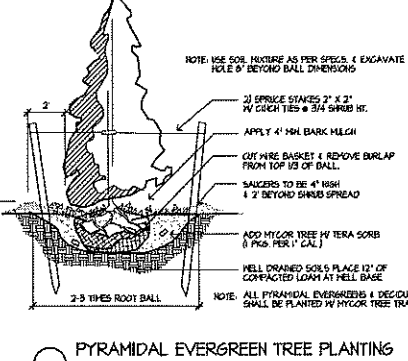 NOTE: USE SOIL MIXTURE AS PER SPECS. & EXCAVATE
HOLE 8" BEYOND BALL DIMENSIONS
2'
2) SPRUCE STAKES 2" X 2"
W/ CINCH TIES @ 3/4 SHRUB HT.
APPLY 4" MIN. BARK MULCH
CUT WIRE BASKET & REMOVE BURLAP
FROM TOP 1/3 OF BALL.
SAUCERS TO BE 4" HIGH
& 2' BEYOND SHRUB SPREAD
ADD MYCOR TREE W/ TERA SORB
(1 PKG. PER 1" CAL)
WELL DRAINED SOILS PLACE 12" OF
COMPACTED LOAM AT WELL BASE
2-3 TIMES ROOT BALL
NOTE: ALL PYRAMIDAL EVERGREENS & DECIDU
SHALL BE PLANTED W/ MYCOR TREE TRA
PYRAMIDAL EVERGREEN TREE PLANTING